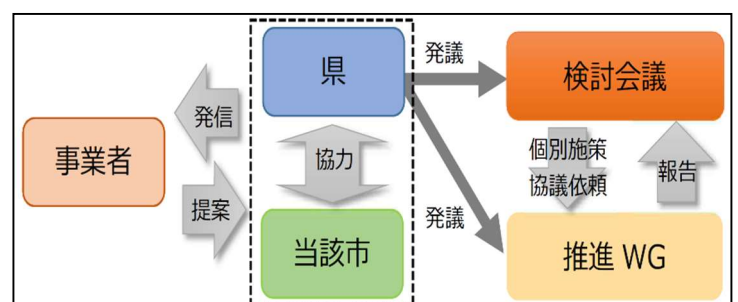 県
発議
検討会議
発信
事業者
協力
個別施策
協議依頼
報告
提案
発議
当該市
推進 WG